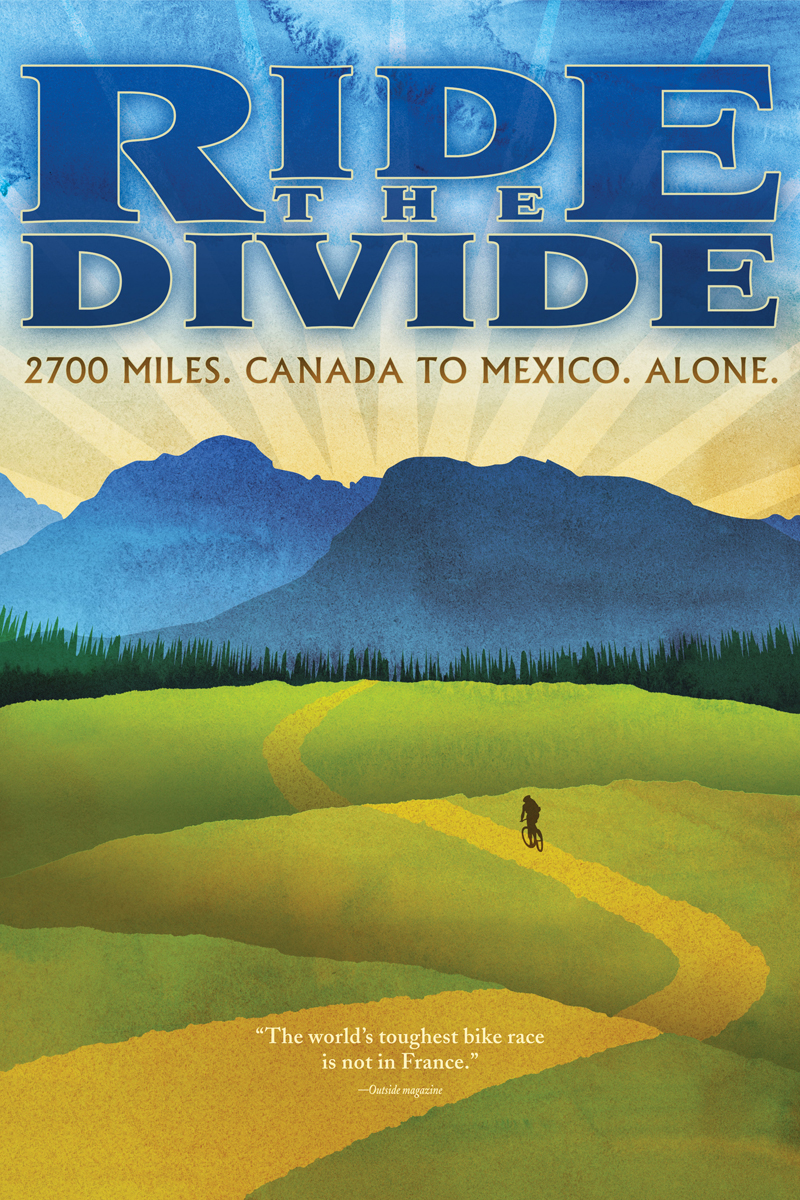 RIDE
THE
DIVIDE
2700 MILES. CANADA TO MEXICO. ALONE.
“The world’s toughest bike race
is not in France.”
—Outside magazine